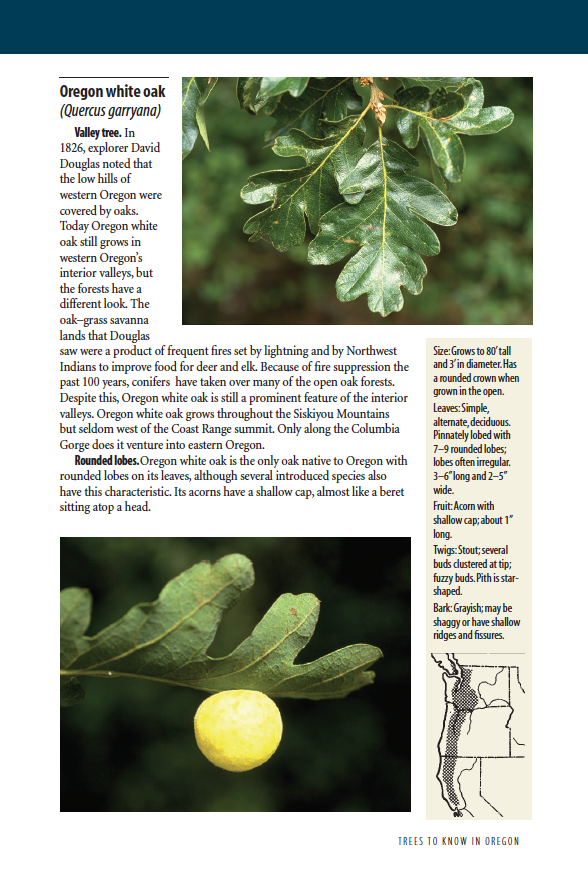 Oregon white oak
(Quercus garryana)
Valley tree. In
1826, explorer David
Douglas noted that
the low hills of
western Oregon were
covered by oaks.
Today Oregon white
oak still grows in
western Oregon's
interior valleys, but
the forests have a
different look. The
oak–grass savanna
lands that Douglas
saw were a product of frequent fires set by lightning and by Northwest
Indians to improve food for deer and elk. Because of fire suppression the
past 100 years, conifers have taken over many of the open oak forests.
Despite this, Oregon white oak is still a prominent feature of the interior
valleys. Oregon white oak grows throughout the Siskiyou Mountains
but seldom west of the Coast Range summit. Only along the Columbia
Gorge does it venture into eastern Oregon.
Rounded lobes. Oregon white oak is the only oak native to Oregon with
rounded lobes on its leaves, although several introduced species also
have this characteristic. Its acorns have a shallow cap, almost like a beret
sitting atop a head.
Size: Grows to 80' tall
and 3' in diameter. Has
a rounded crown when
grown in the open.
Leaves: Simple,
alternate, deciduous.
Pinnately lobed with
7–9 rounded lobes;
lobes often irregular.
3–6" long and 2–5"
wide.
Fruit: Acorn with
shallow cap; about 1"
long.
Twigs: Stout; several
buds clustered at tip;
fuzzy buds. Pith is star-
shaped.
Bark: Grayish; may be
shaggy or have shallow
ridges and fissures.
TREES TO KNOW IN OREGON